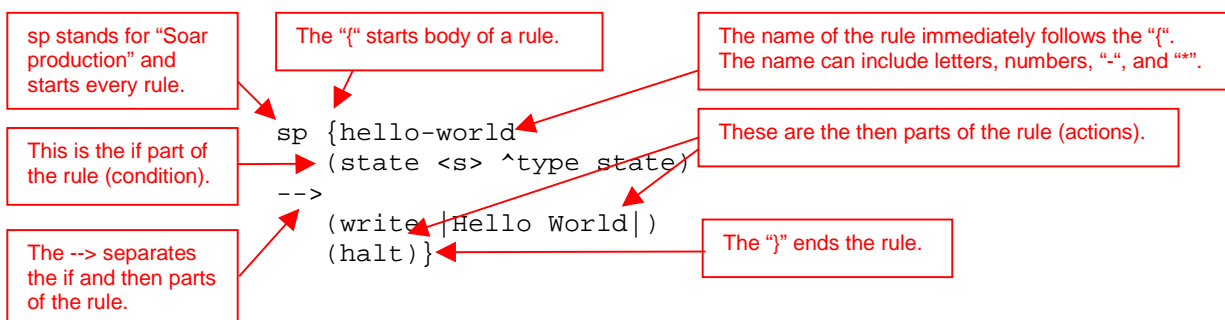 sp stands for “Soar
production” and
starts every rule.
The “{“ starts body of a rule.
The name of the rule immediately follows the “{“.
The name can include letters, numbers, “-“, and “*”.
sp {hello-world
(state <s> ^type state)
-->
(write |Hello World|)
(halt)}
This is the if part of
the rule (condition).
These are the then parts of the rule (actions).
The --> separates
the if and then parts
of the rule.
The “}” ends the rule.